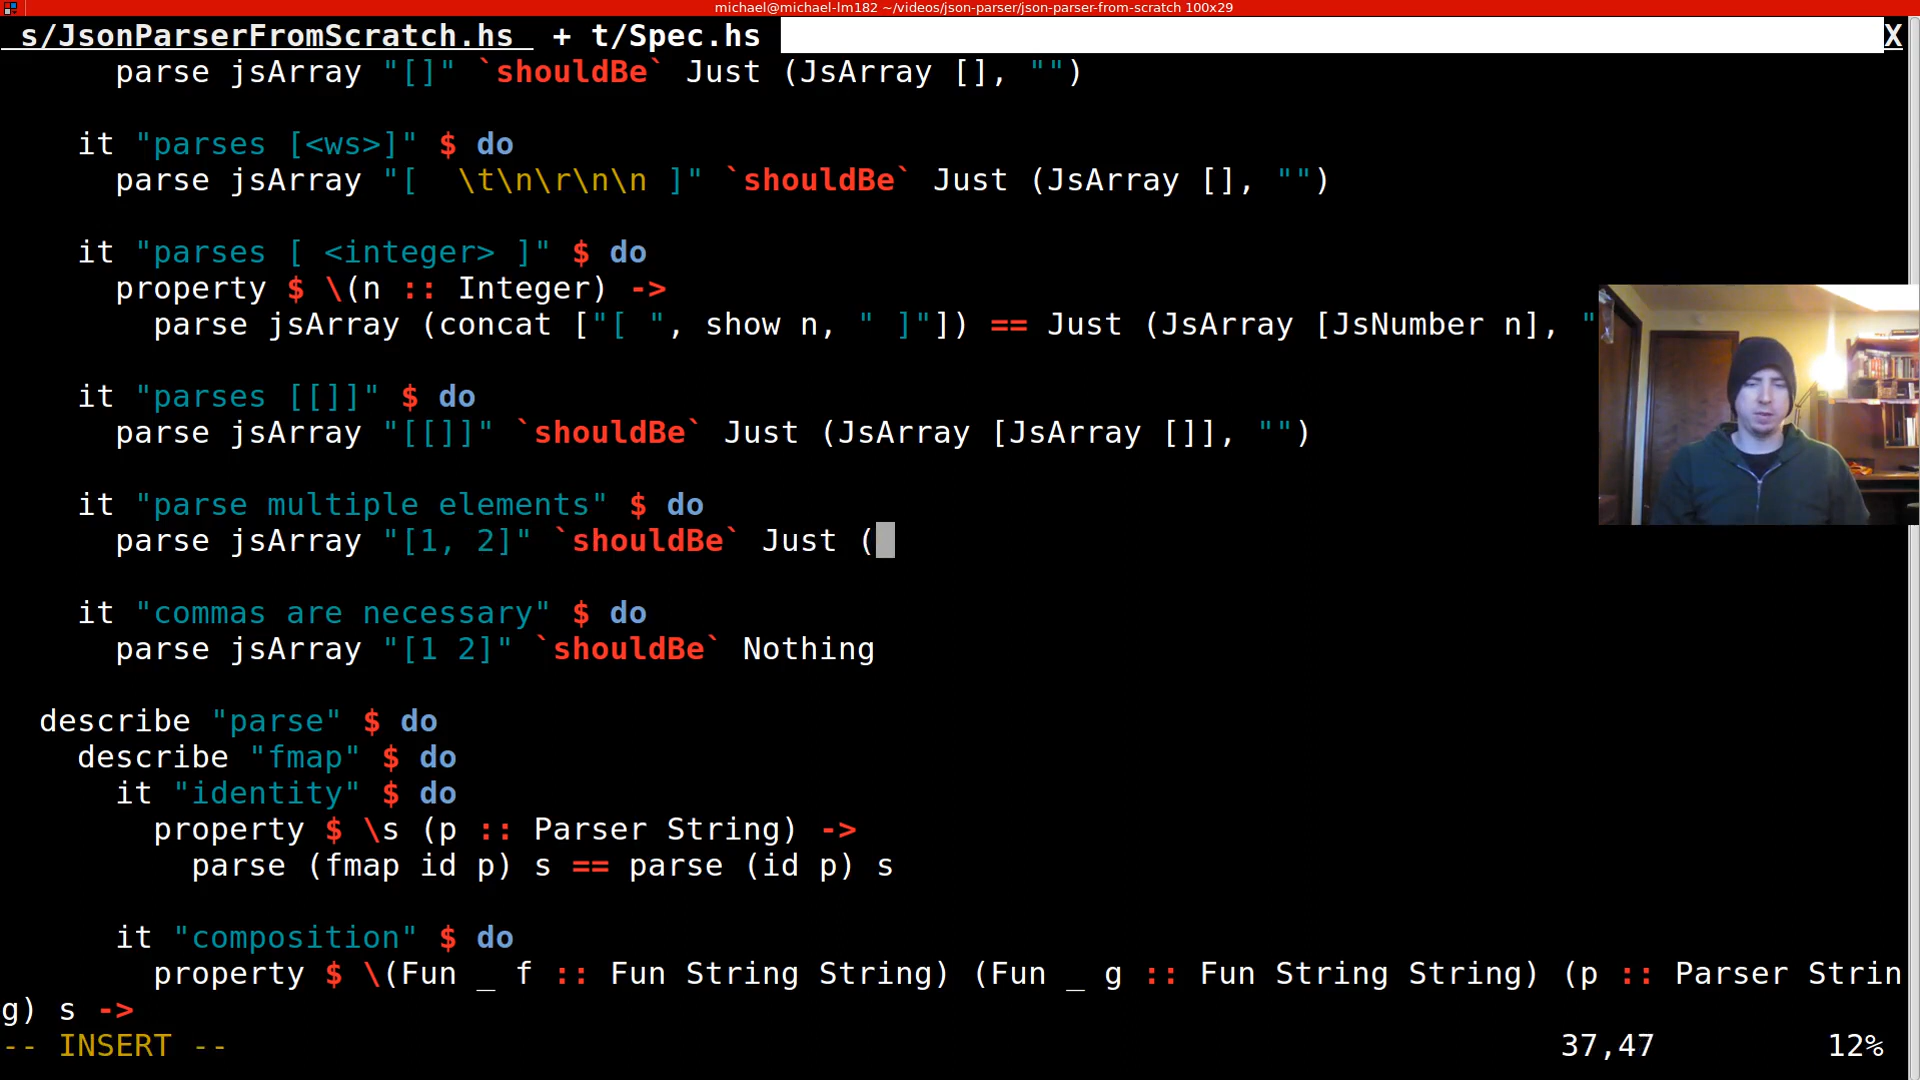 michael@michael-lm182 ~/videos/json-parser/json-parser-from-scratch 100x29
s/JsonParserFromScratch.hs + t/Spec.hs X
parse jsArray "[]" `shouldBe` Just (JsArray [], "")
it "parses [<ws>]" $ do
parse jsArray "[  \t\n\r\n\n ]" `shouldBe` Just (JsArray [], "")
it "parses [ <integer> ]" $ do
property $ \(n :: Integer) ->
parse jsArray (concat ["[ ", show n, " ]"]) == Just (JsArray [JsNumber n], "
it "parses [[]]" $ do
parse jsArray "[[]]" `shouldBe` Just (JsArray [JsArray []], "")
it "parse multiple elements" $ do
parse jsArray "[1, 2]" `shouldBe` Just (
it "commas are necessary" $ do
parse jsArray "[1 2]" `shouldBe` Nothing
describe "parse" $ do
describe "fmap" $ do
it "identity" $ do
property $ \s (p :: Parser String) ->
parse (fmap id p) s == parse (id p) s
it "composition" $ do
property $ \(Fun _ f :: Fun String String) (Fun _ g :: Fun String String) (p :: Parser Strin
g) s ->
-- INSERT -- 37,47 12%